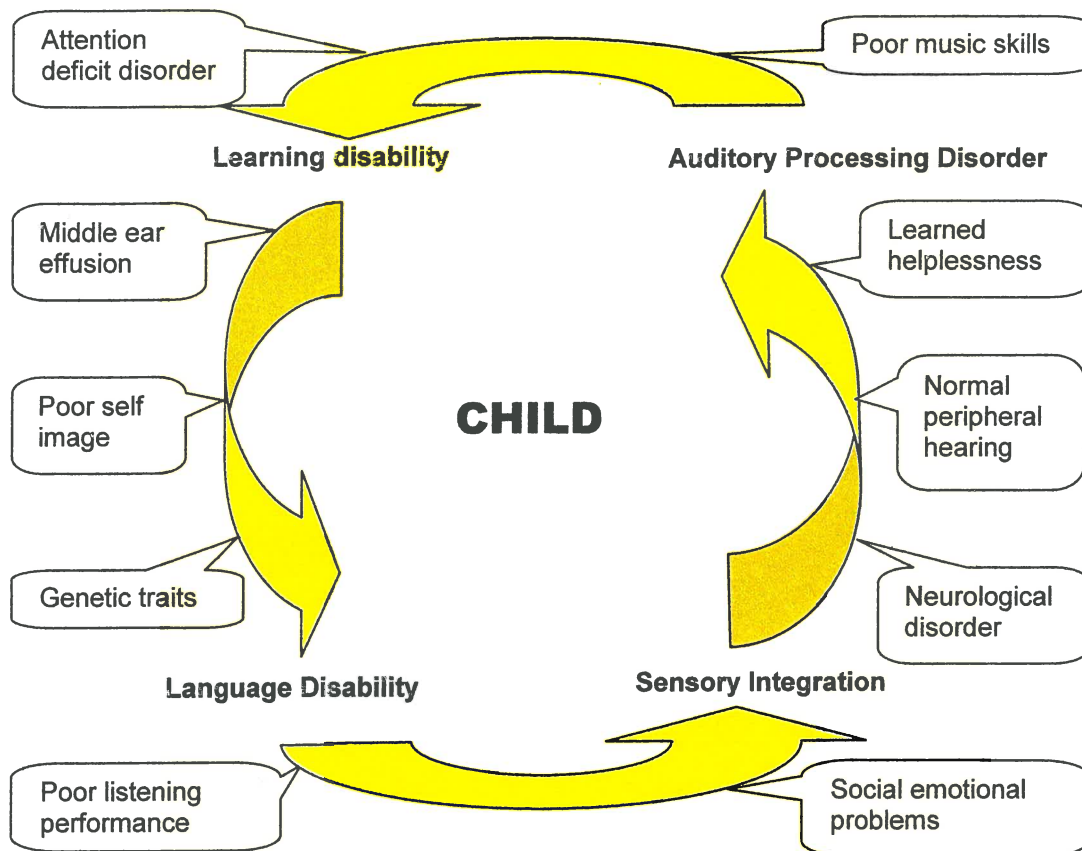 Attention
deficit disorder
Poor music skills
Learning disability
Auditory Processing Disorder
Middle ear
effusion
Learned
helplessness
CHILD
Poor self
image
Normal
peripheral
hearing
Genetic traits
Neurological
disorder
Language Disability
Sensory Integration
Poor listening
performance
Social emotional
problems